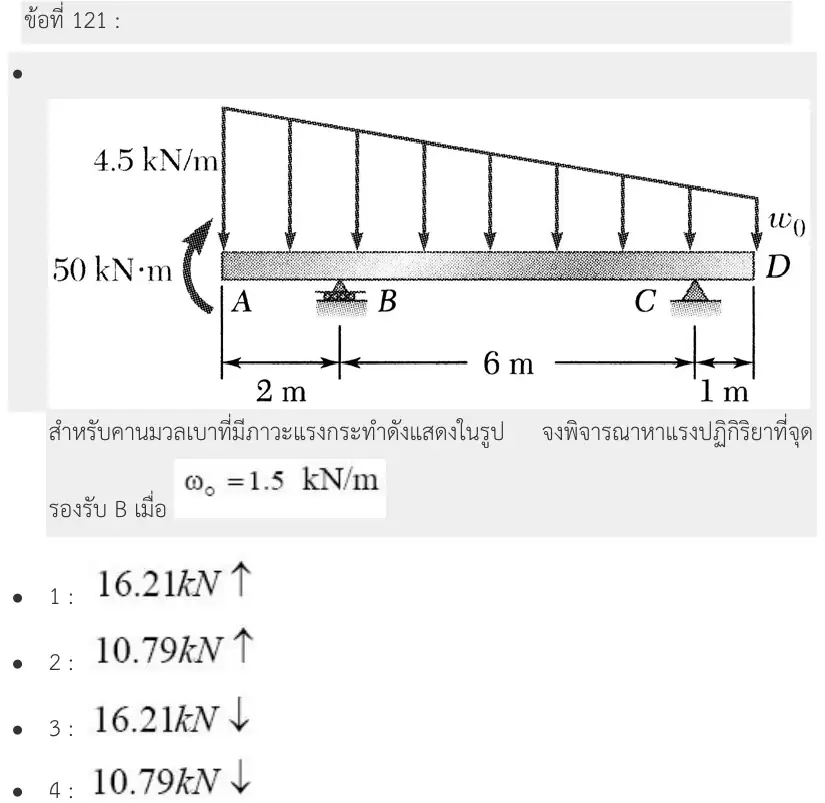 ข้อที่ 121 :
4.5 kN/m
w₀
50 kN·m
A B C D
6 m
2 m 1 m
สำหรับคานมวลเบาที่มีภาวะแรงกระทำดังแสดงในรูป จงพิจารณาหาแรงปฏิกิริยาที่จุด
รองรับ B เมื่อ ω₀ = 1.5 kN/m
1 : 16.21kN ↑
2 : 10.79kN ↑
3 : 16.21kN ↓
4 : 10.79kN ↓